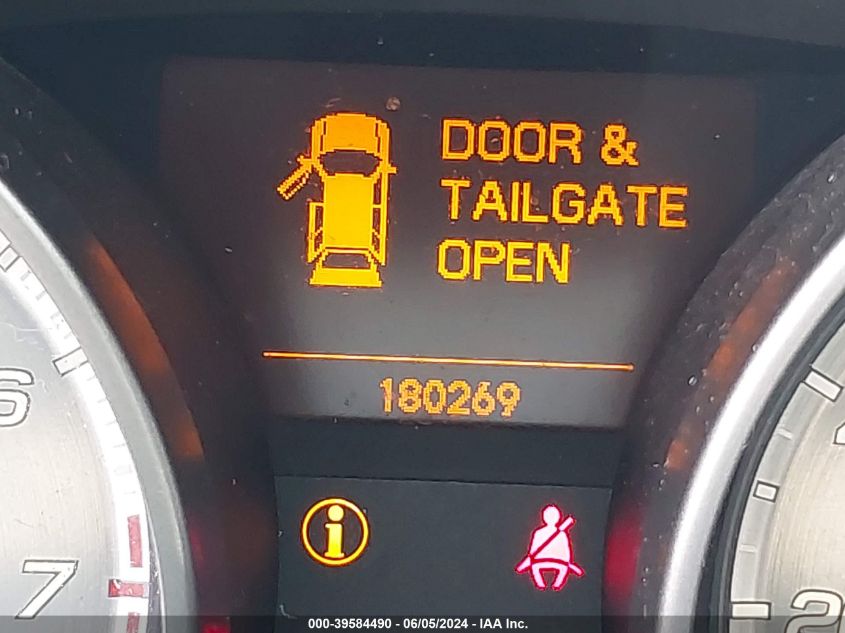 DOOR &
TAILGATE
OPEN
180269
6
7
2
000-39584490 - 06/05/2024 - IAA Inc.